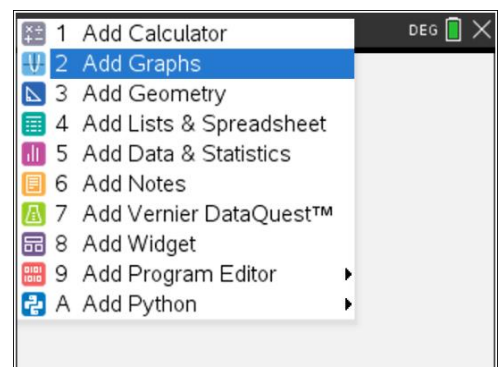 1 Add Calculator
DEG
2 Add Graphs
3 Add Geometry
4 Add Lists & Spreadsheet
5 Add Data & Statistics
6 Add Notes
7 Add Vernier DataQuest™
8 Add Widget
9 Add Program Editor
A Add Python